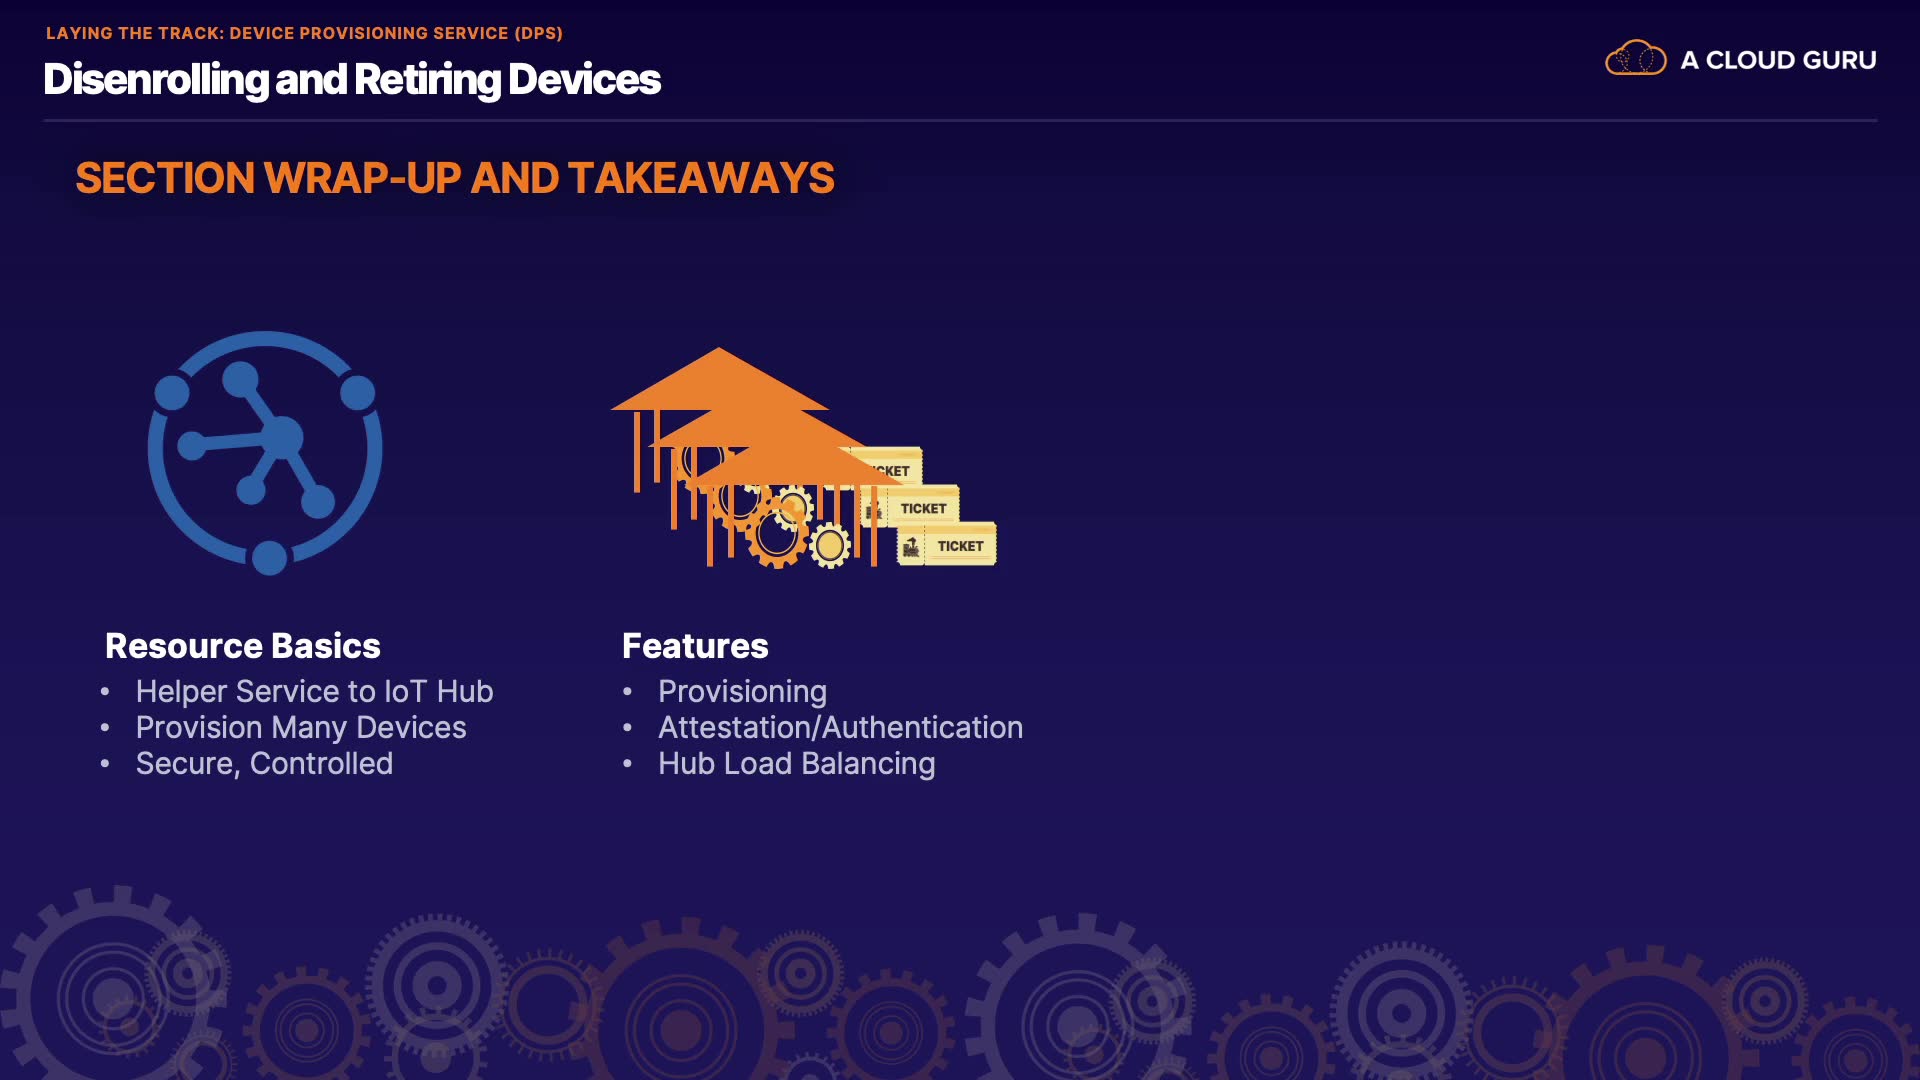 LAYING THE TRACK: DEVICE PROVISIONING SERVICE (DPS)
Disenrolling and Retiring Devices
A CLOUD GURU
SECTION WRAP-UP AND TAKEAWAYS
TICKET
TICKET
Resource Basics
• Helper Service to IoT Hub
• Provision Many Devices
• Secure, Controlled
Features
• Provisioning
• Attestation/Authentication
• Hub Load Balancing